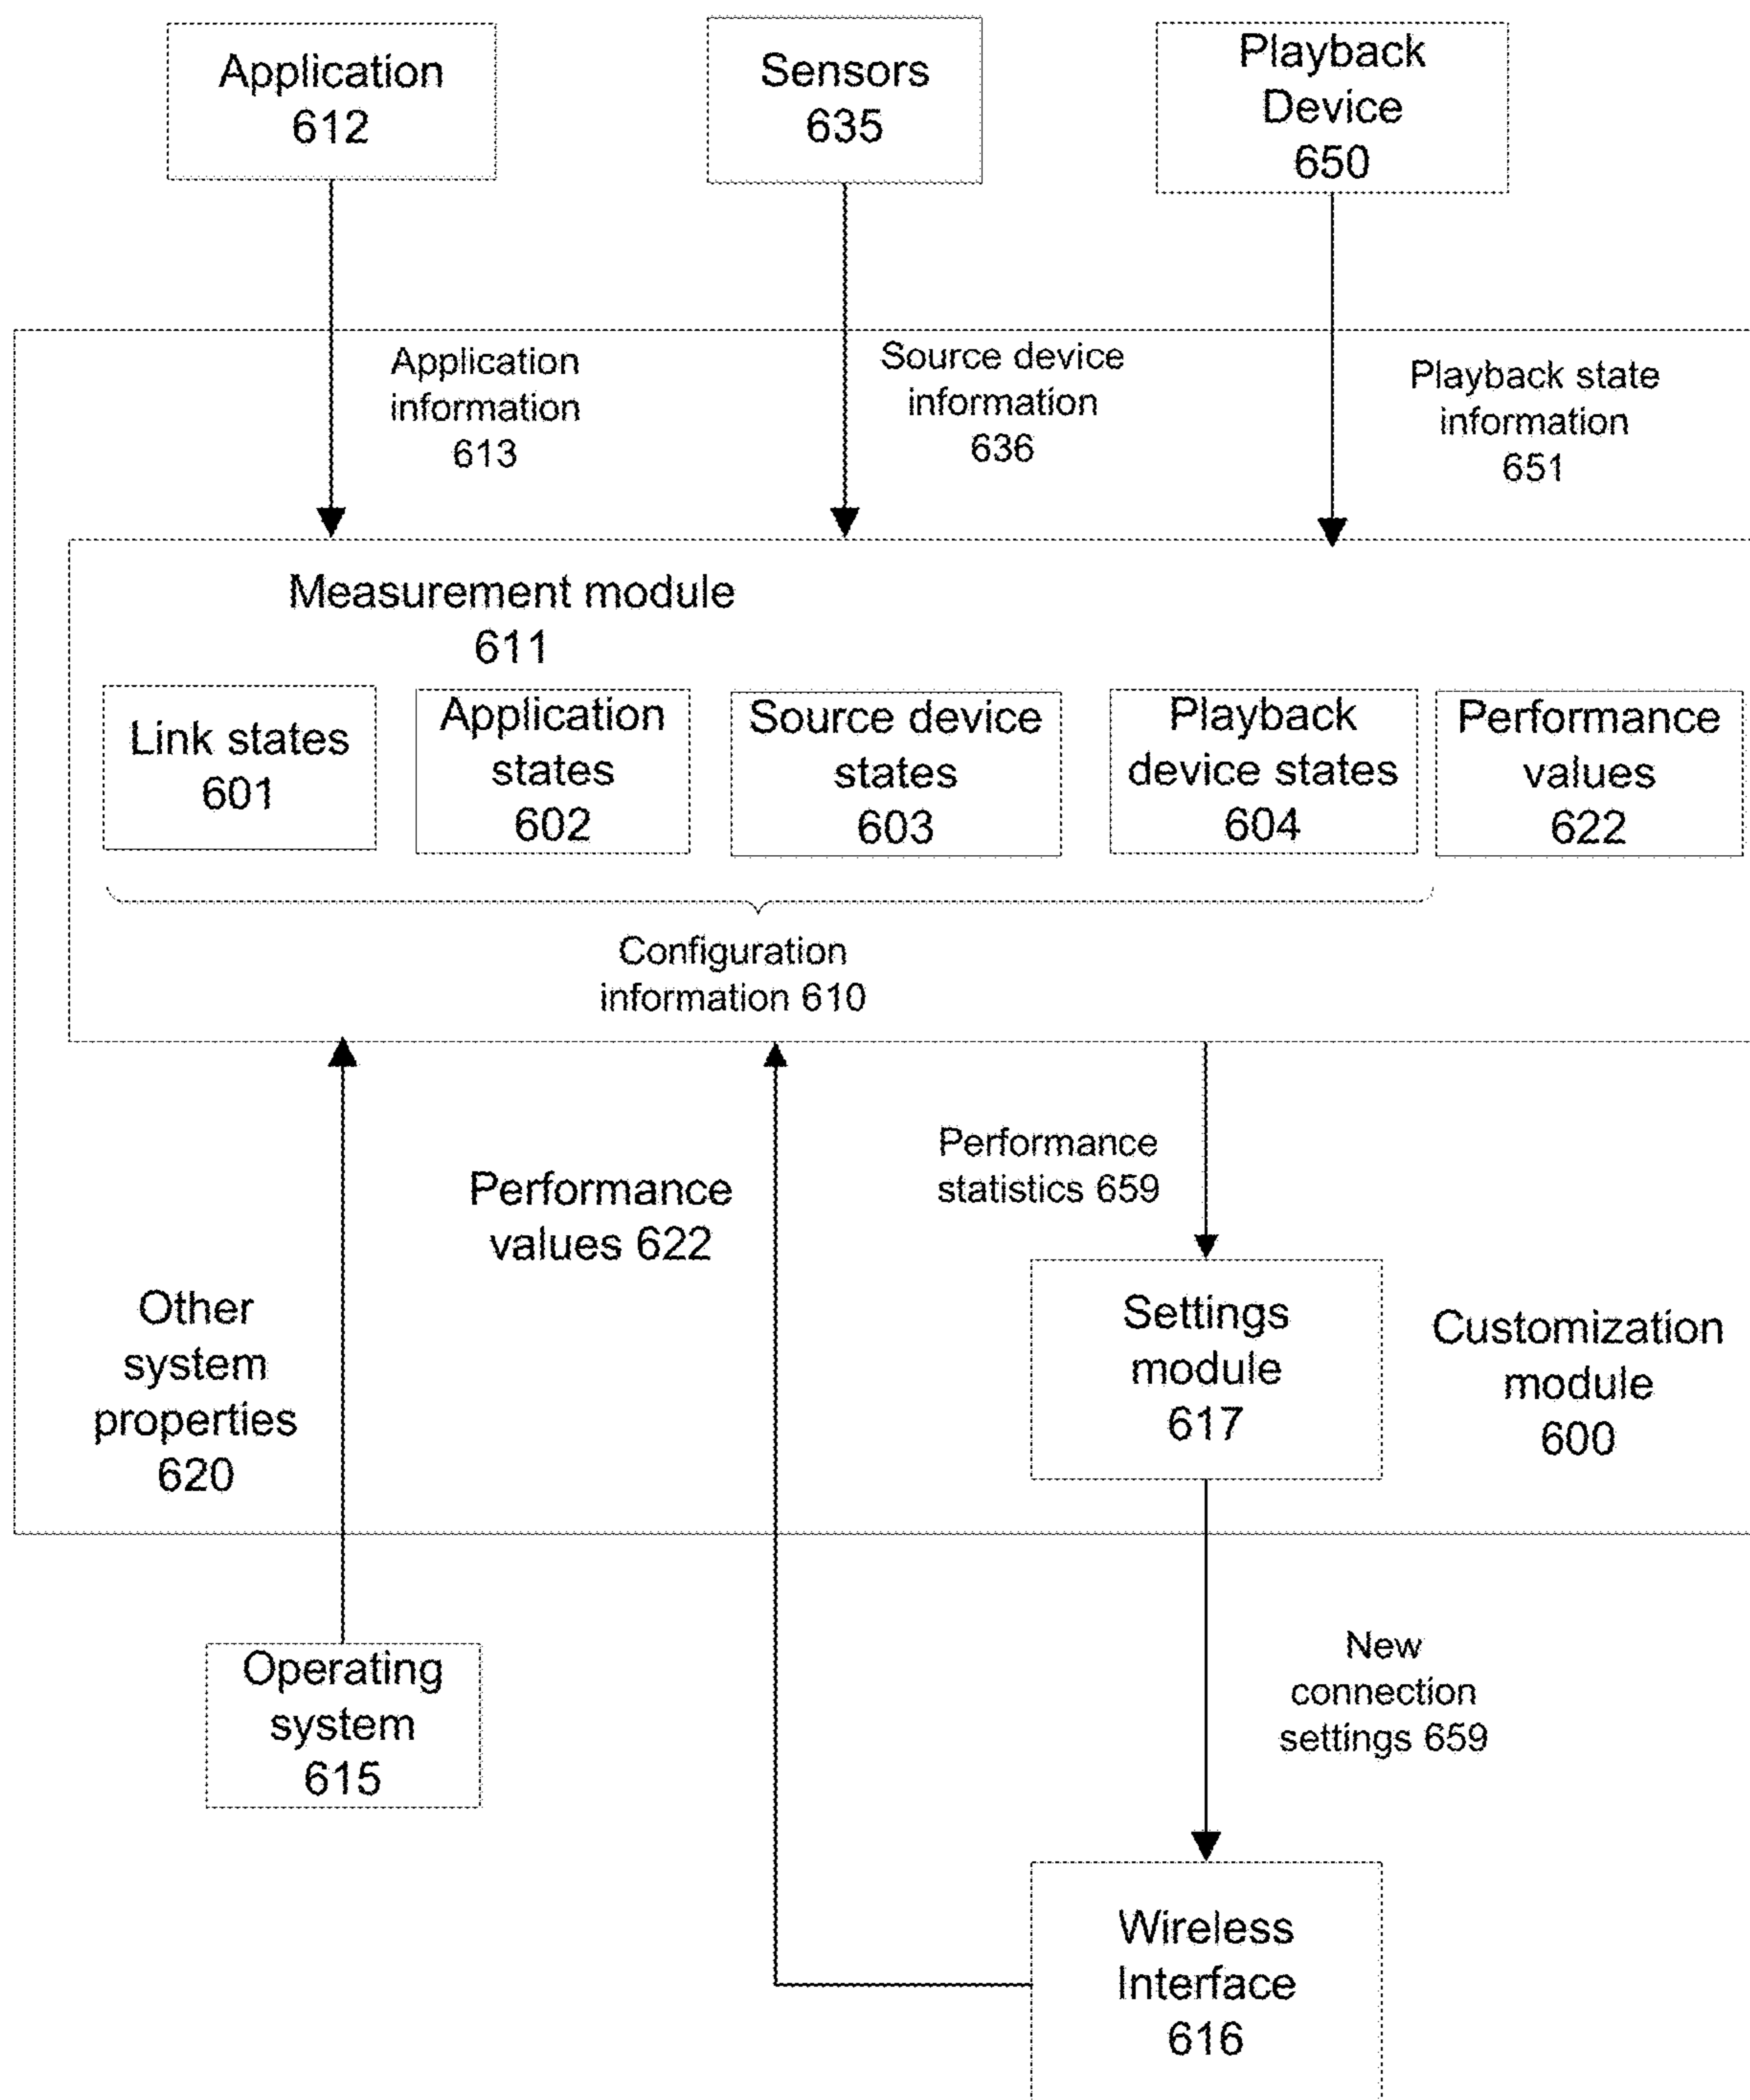 Application
612
Sensors
635
Playback
Device
650
Application
information
613
Source device
information
636
Playback state
information
651
Measurement module
611
Link states
601
Application
states
602
Source device
states
603
Playback
device states
604
Performance
values
622
Configuration
information 610
Performance
statistics 659
Performance
values 622
Other
system
properties
620
Settings
module
617
Customization
module
600
Operating
system
615
New
connection
settings 659
Wireless
Interface
616